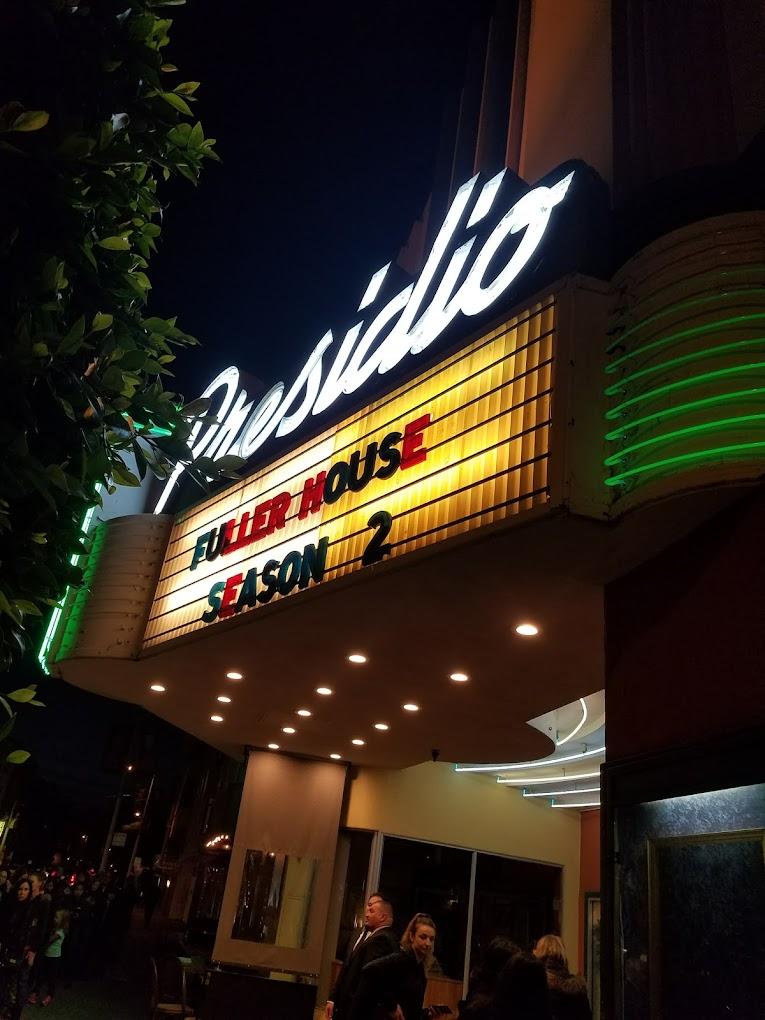 Presidio
FULLER HOUSE
SEASON 2